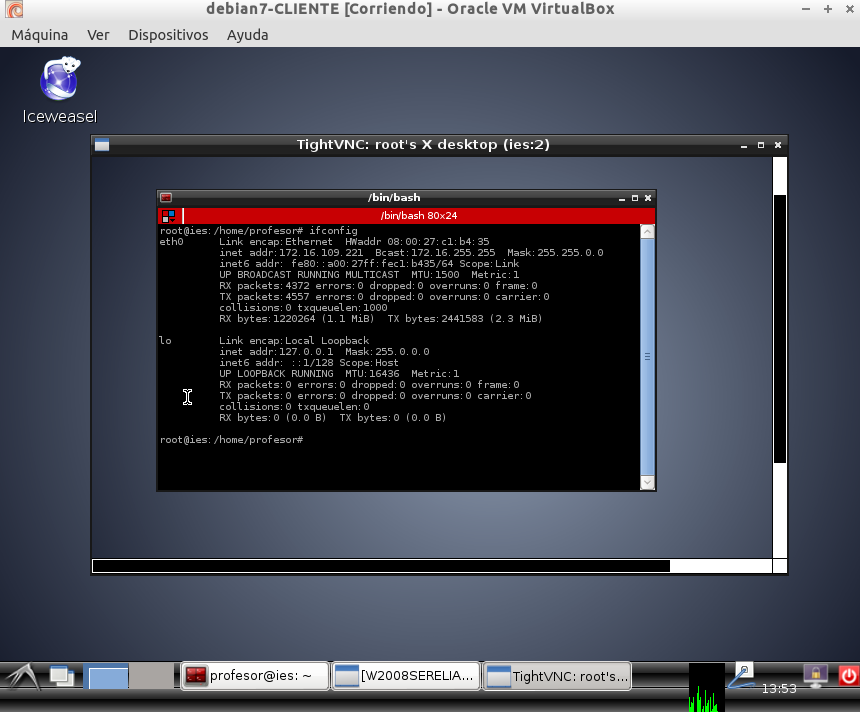 debian7-CLIENTE [Corriendo] - Oracle VM VirtualBox
Máquina Ver Dispositivos Ayuda
Iceweasel
TightVNC: root's X desktop (ies:2)
/bin/bash
/bin/bash 80x24
root@ies:/home/profesor# ifconfig
eth0 Link encap:Ethernet HWaddr 08:00:27:c1:b4:35
inet addr:172.16.109.221 Bcast:172.16.255.255 Mask:255.255.0.0
inet6 addr: fe80::a00:27ff:fec1:b435/64 Scope:Link
UP BROADCAST RUNNING MULTICAST MTU:1500 Metric:1
RX packets:4372 errors:0 dropped:0 overruns:0 frame:0
TX packets:4557 errors:0 dropped:0 overruns:0 carrier:0
collisions:0 txqueuelen:1000
RX bytes:1220264 (1.1 MiB) TX bytes:2441583 (2.3 MiB)
lo Link encap:Local Loopback
inet addr:127.0.0.1 Mask:255.0.0.0
inet6 addr: ::1/128 Scope:Host
UP LOOPBACK RUNNING MTU:16436 Metric:1
RX packets:0 errors:0 dropped:0 overruns:0 frame:0
TX packets:0 errors:0 dropped:0 overruns:0 carrier:0
collisions:0 txqueuelen:0
RX bytes:0 (0.0 B) TX bytes:0 (0.0 B)
root@ies:/home/profesor#
profesor@ies: ~ [W2008SERELIA... TightVNC: root's... 13:53